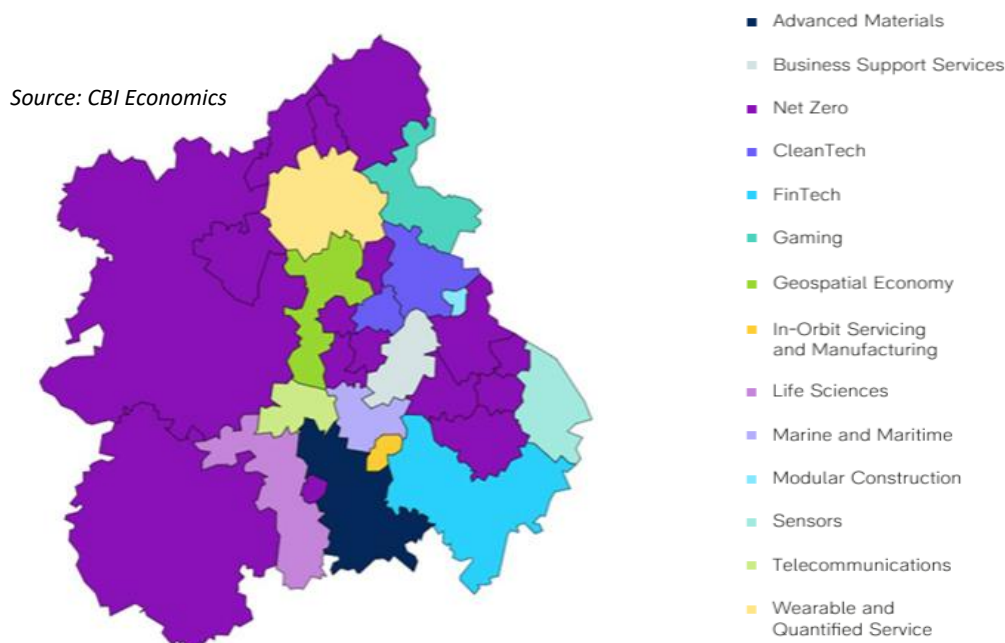 Source: CBI Economics
Advanced Materials
Business Support Services
Net Zero
CleanTech
FinTech
Gaming
Geospatial Economy
In-Orbit Servicing
and Manufacturing
Life Sciences
Marine and Maritime
Modular Construction
Sensors
Telecommunications
Wearable and
Quantified Service